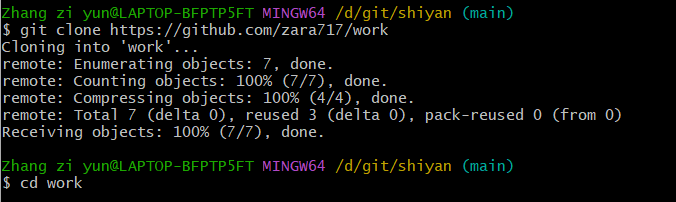 Zhang zi yun@LAPTOP-BFPTP5FT MINGW64 /d/git/shiyan (main)
$ git clone https://github.com/zara717/work
Cloning into 'work'...
remote: Enumerating objects: 7, done.
remote: Counting objects: 100% (7/7), done.
remote: Compressing objects: 100% (4/4), done.
remote: Total 7 (delta 0), reused 3 (delta 0), pack-reused 0 (from 0)
Receiving objects: 100% (7/7), done.
Zhang zi yun@LAPTOP-BFPTP5FT MINGW64 /d/git/shiyan (main)
$ cd work